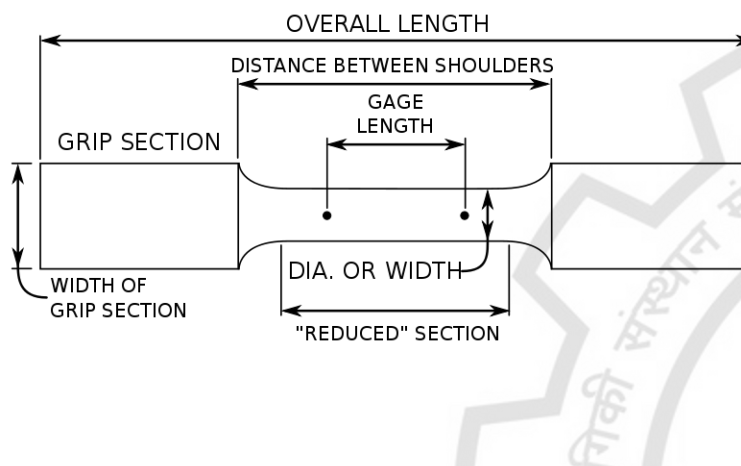 OVERALL LENGTH
DISTANCE BETWEEN SHOULDERS
GAGE
LENGTH
GRIP SECTION
DIA. OR WIDTH
WIDTH OF
GRIP SECTION
"REDUCED" SECTION
गिकी संस्थान